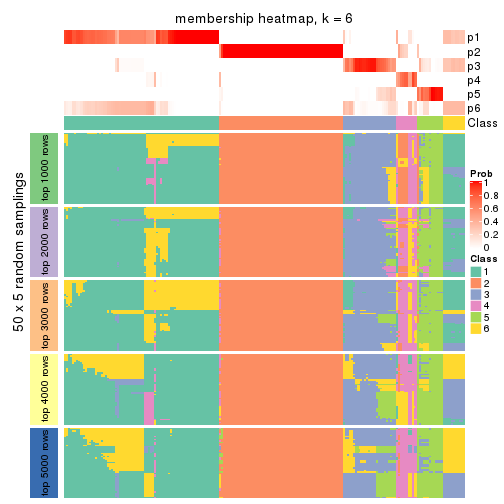 membership heatmap, k = 6
p1
p2
p3
p4
p5
p6
Class
50 x 5 random samplings
top 1000 rows
top 2000 rows
top 3000 rows
top 4000 rows
top 5000 rows
Prob
1
0.8
0.6
0.4
0.2
0
Class
1
2
3
4
5
6